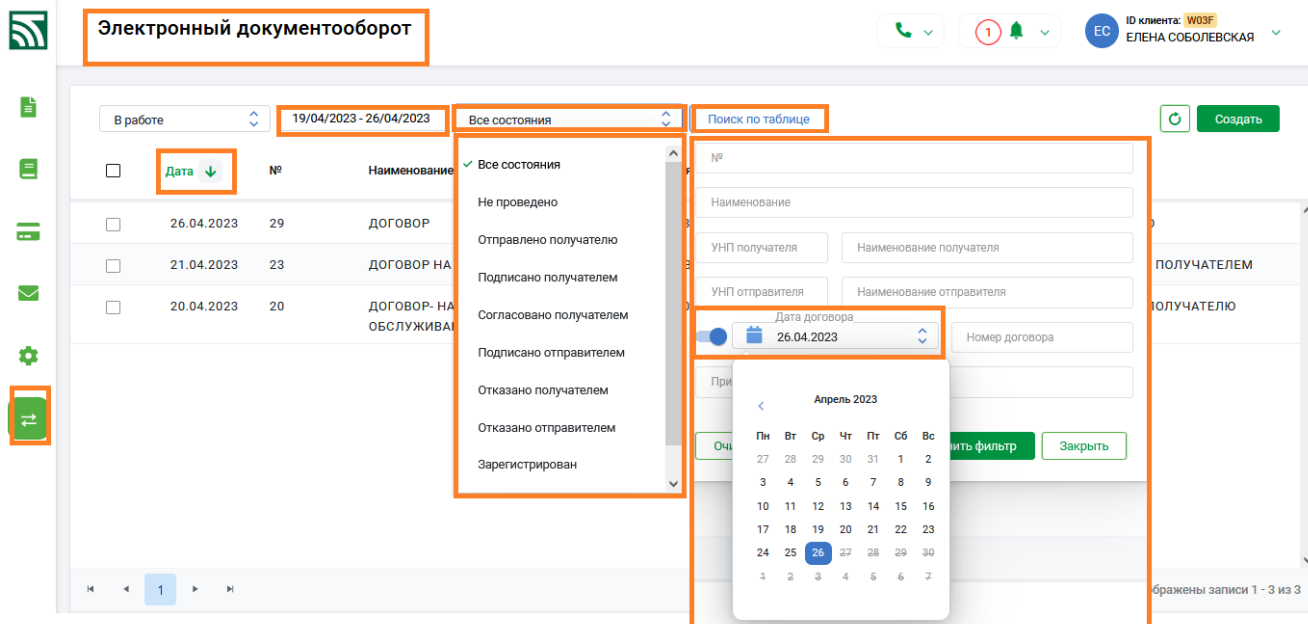 Электронный документооборот
1
ЕС
ID клиента: W03F
ЕЛЕНА СОБОЛЕВСКАЯ
В работе
19/04/2023 - 26/04/2023
Все состояния
Поиск по таблице
Создать
Дата
№
Наименование
26.04.2023 29 ДОГОВОР
21.04.2023 23 ДОГОВОР НА
ПОЛУЧАТЕЛЕМ
20.04.2023 20 ДОГОВОР- НА
ОБСЛУЖИВА
ПОЛУЧАТЕЛЮ
Все состояния
Не проведено
Отправлено получателю
Подписано получателем
Согласовано получателем
Подписано отправителем
Отказано получателем
Отказано отправителем
Зарегистрирован
№
Наименование
УНП получателя Наименование получателя
УНП отправителя Наименование отправителя
Дата договора
26.04.2023
Номер договора
При
Очи
ить фильтр
Закрыть
Апрель 2023
Пн Вт Ср Чт Пт Сб Вс
27 28 29 30 31 1 2
3 4 5 6 7 8 9
10 11 12 13 14 15 16
17 18 19 20 21 22 23
24 25 26 27 28 29 30
1 2 3 4 5 6 7
1
бражены записи 1 - 3 из 3